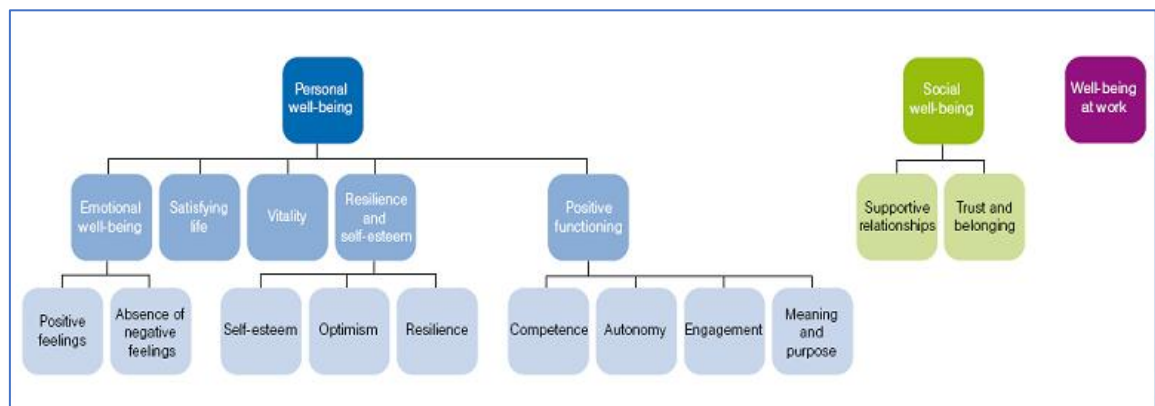 Personal
well-being
Social
well-being
Well-being
at work
Emotional
well-being
Satisfying
life
Vitality
Resilience
and
self-esteem
Positive
functioning
Supportive
relationships
Trust and
belonging
Positive
feelings
Absence of
negative
feelings
Self-esteem
Optimism
Resilience
Competence
Autonomy
Engagement
Meaning
and
purpose